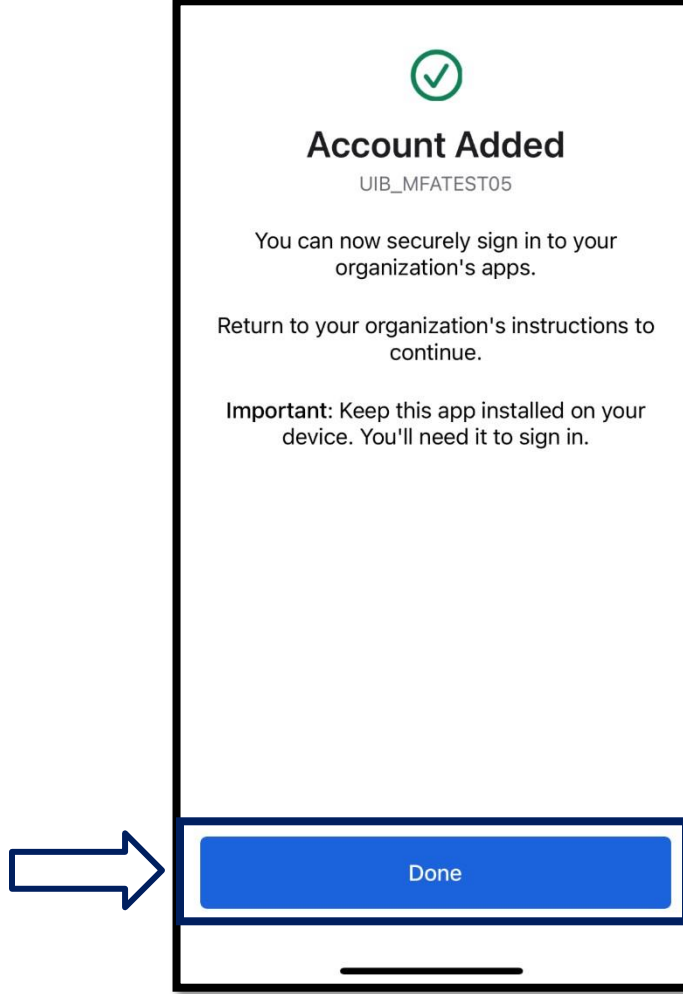 Account Added
UIB_MFATEST05
You can now securely sign in to your
organization's apps.
Return to your organization's instructions to
continue.
Important: Keep this app installed on your
device. You'll need it to sign in.
Done